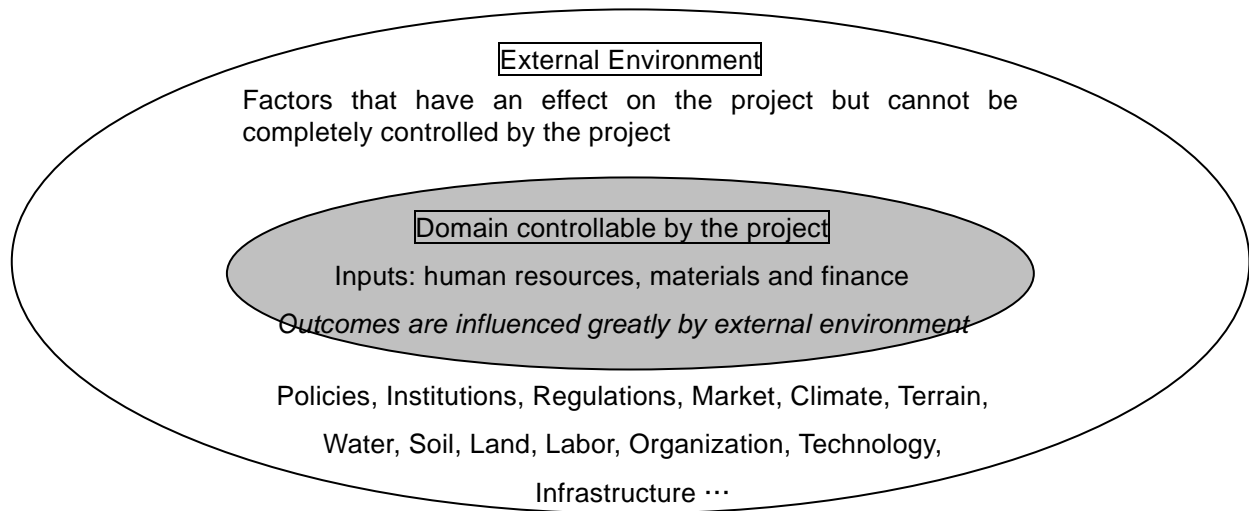 External Environment
Factors that have an effect on the project but cannot be
completely controlled by the project
Domain controllable by the project
Inputs: human resources, materials and finance
Outcomes are influenced greatly by external environment
Policies, Institutions, Regulations, Market, Climate, Terrain,
Water, Soil, Land, Labor, Organization, Technology,
Infrastructure ⋯